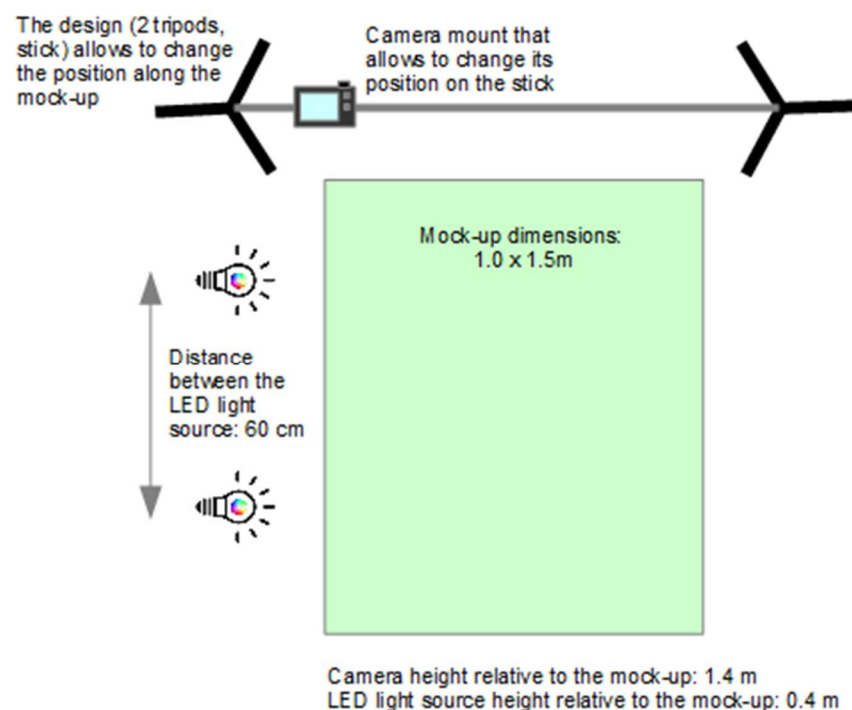 The design (2 tripods,
stick) allows to change
the position along the
mock-up
Camera mount that
allows to change its
position on the stick
Mock-up dimensions:
1.0 x 1.5m
Distance
between the
LED light
source: 60 cm
Camera height relative to the mock-up: 1.4 m
LED light source height relative to the mock-up: 0.4 m